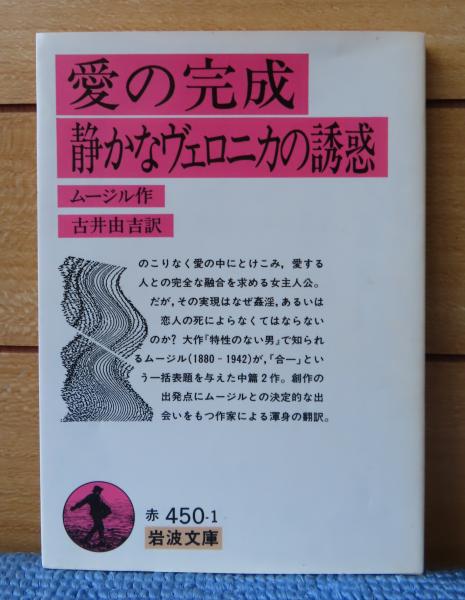 愛の完成
静かなヴェロニカの誘惑
ムージル作
古井由吉訳
のこりなく愛の中にとけこみ，愛する
人との完全な融合を求める女主人公。
だが，その実現はなぜ姦淫，あるいは
恋人の死によらなくてはならない
のか？ 大作『特性のない男』で知られ
るムージル(1880‐1942)が，「合一」とい
う一括表題を与えた中篇2作。創作の
出発点にムージルとの決定的な出
会いをもつ作家による渾身の翻訳。
赤 450-1
岩波文庫